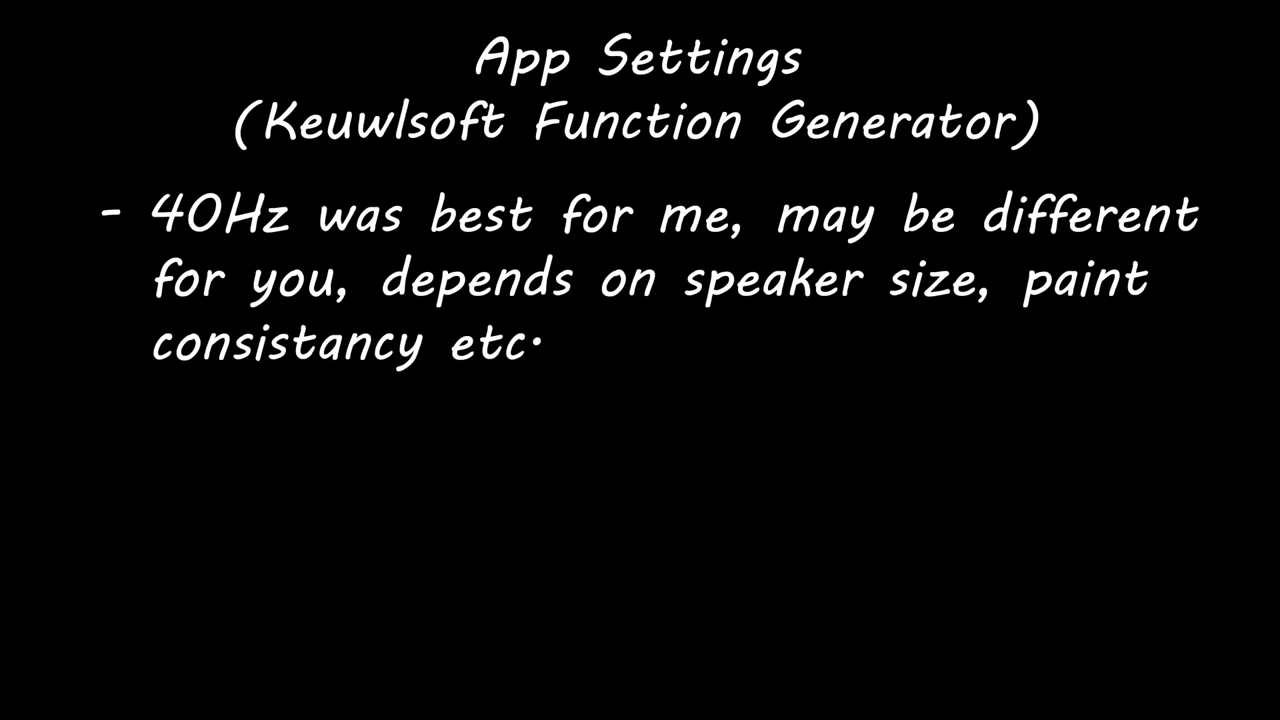 App Settings
(Keuwlsoft Function Generator)
- 40Hz was best for me, may be different
for you, depends on speaker size, paint
consistancy etc.